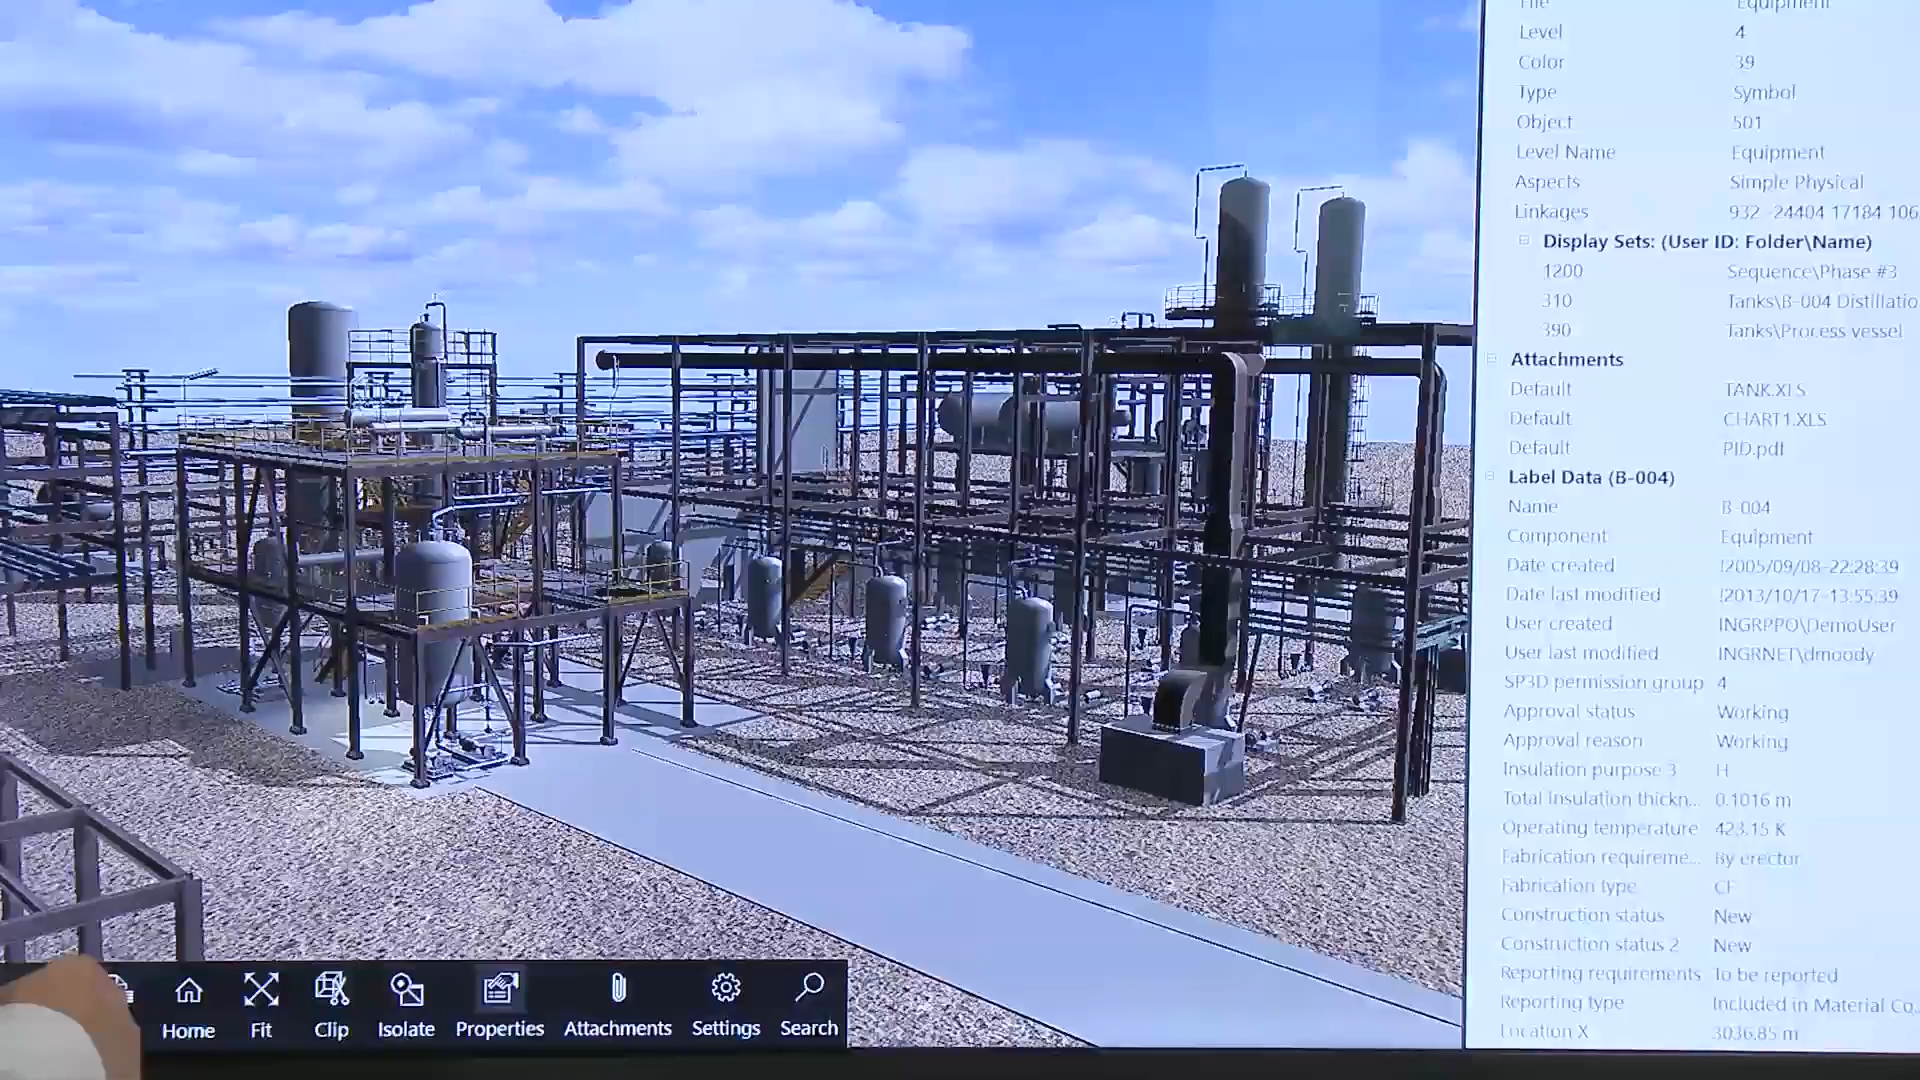 File Equipment
Level 4
Color 39
Type Symbol
Object 501
Level Name Equipment
Aspects Simple Physical
Linkages 932 -24404 17184 106
Display Sets: (User ID: Folder\Name)
1200 Sequence\Phase #3
310 Tanks\B-004 Distillatio
390 Tanks\Process vessel
Attachments
Default TANK.XLS
Default CHART1.XLS
Default PID.pdf
Label Data (B-004)
Name B-004
Component Equipment
Date created !2005/09/08-22:28:39
Date last modified !2013/10/17-13:55:39
User created INGRPPO\DemoUser
User last modified INGRNET\dmoody
SP3D permission group 4
Approval status Working
Approval reason Working
Insulation purpose 3 H
Total insulation thickn... 0.1016 m
Operating temperature 423.15 K
Fabrication requireme... By erector
Fabrication type CF
Construction status New
Construction status 2 New
Reporting requirements To be reported
Reporting type Included in Material Co...
Location X 3036.85 m
Home Fit Clip Isolate Properties Attachments Settings Search